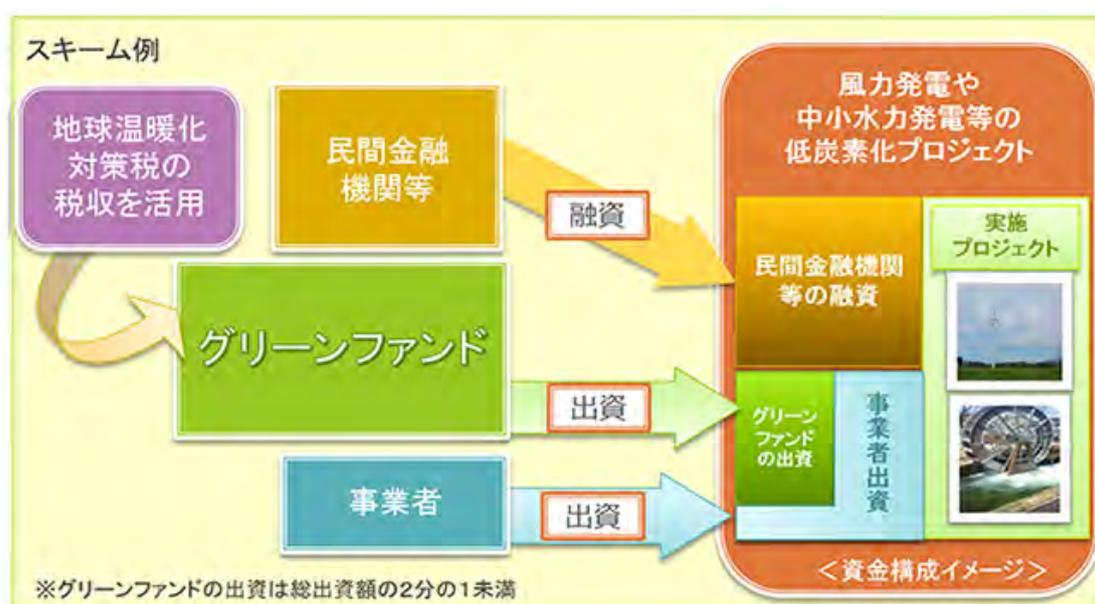 スキーム例
地球温暖化
対策税の
税収を活用
民間金融
機関等
融資
グリーンファンド
出資
事業者
出資
※グリーンファンドの出資は総出資額の2分の1未満
風力発電や
中小水力発電等の
低炭素化プロジェクト
民間金融機関
等の融資
グリーン
ファンド
の出資
事業者出資
実施
プロジェクト
＜資金構成イメージ＞